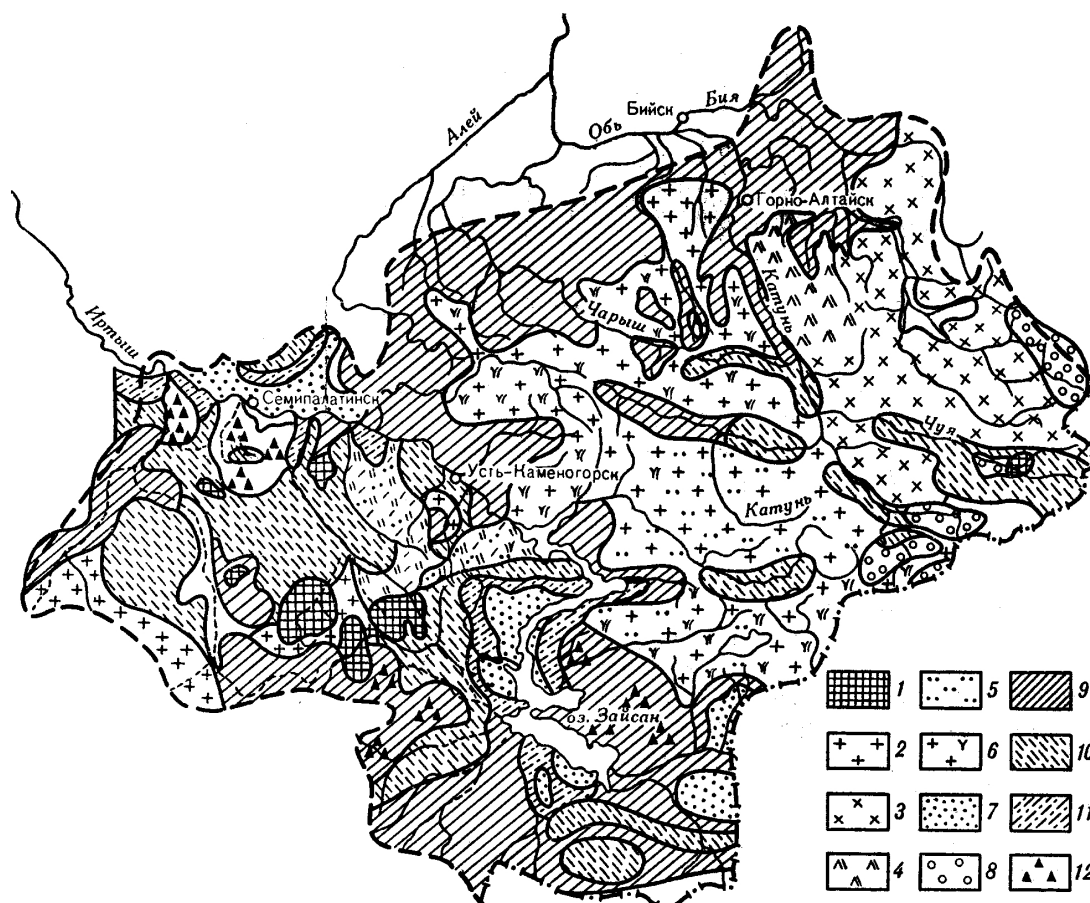 Бийск
Бия
Алей
Обь
Горно-Алтайск
Катунь
Чарыш
Иртыш
Семипалатинск
Чуя
Усть-Каменогорск
Катунь
оз. Зайсан
1 5 9
2 6 10
3 7 11
4 8 12